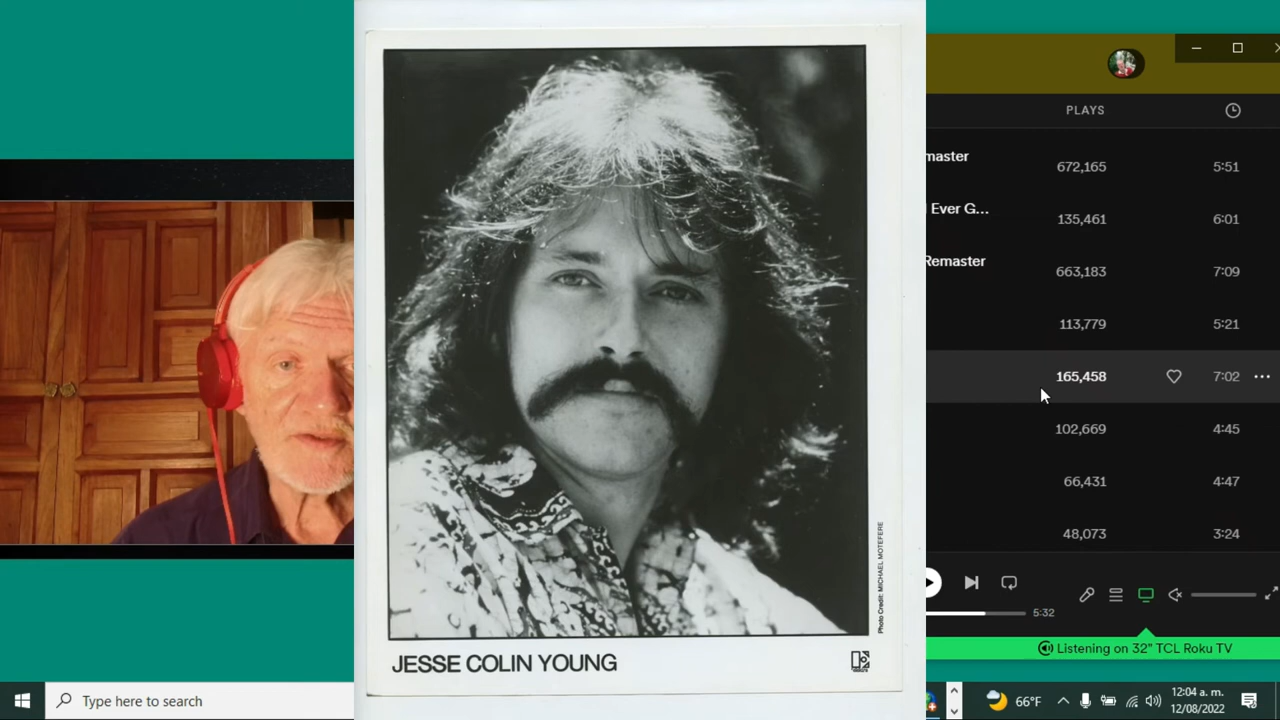 PLAYS
master
672,165 5:51
Ever G...
135,461 6:01
Remaster
663,183 7:09
113,779 5:21
165,458 7:02
102,669 4:45
66,431 4:47
48,073 3:24
5:32
Listening on 32" TCL Roku TV
Photo Credit: MICHAEL MOTEFERE
JESSE COLIN YOUNG
Type here to search
66°F
12:04 a. m.
12/08/2022